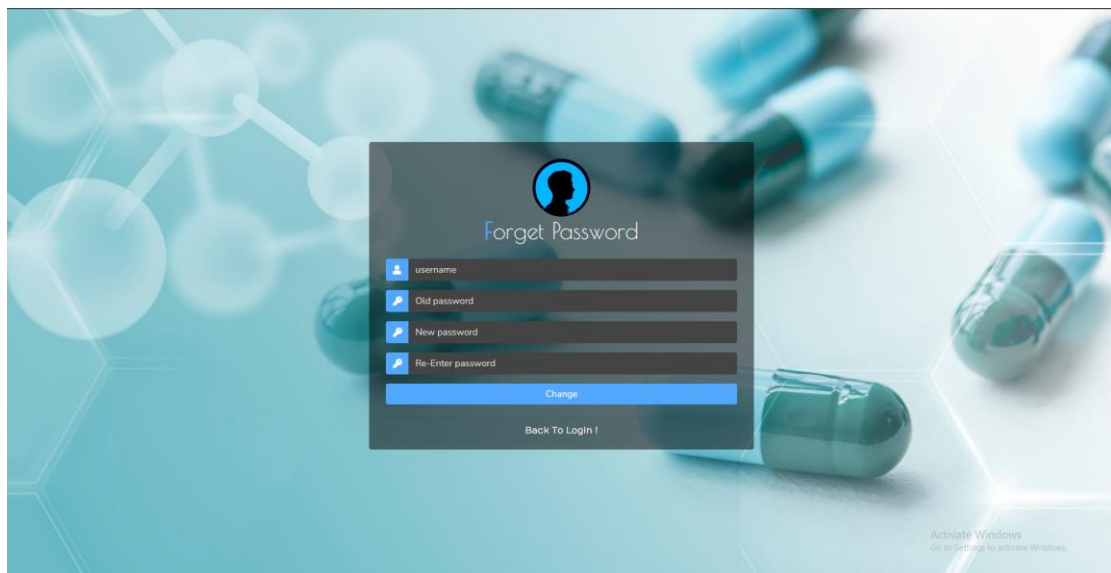 Forget Password
username
Old password
New password
Re-Enter password
Change
Back To Login !
Activate Windows
Go to Settings to activate Windows.